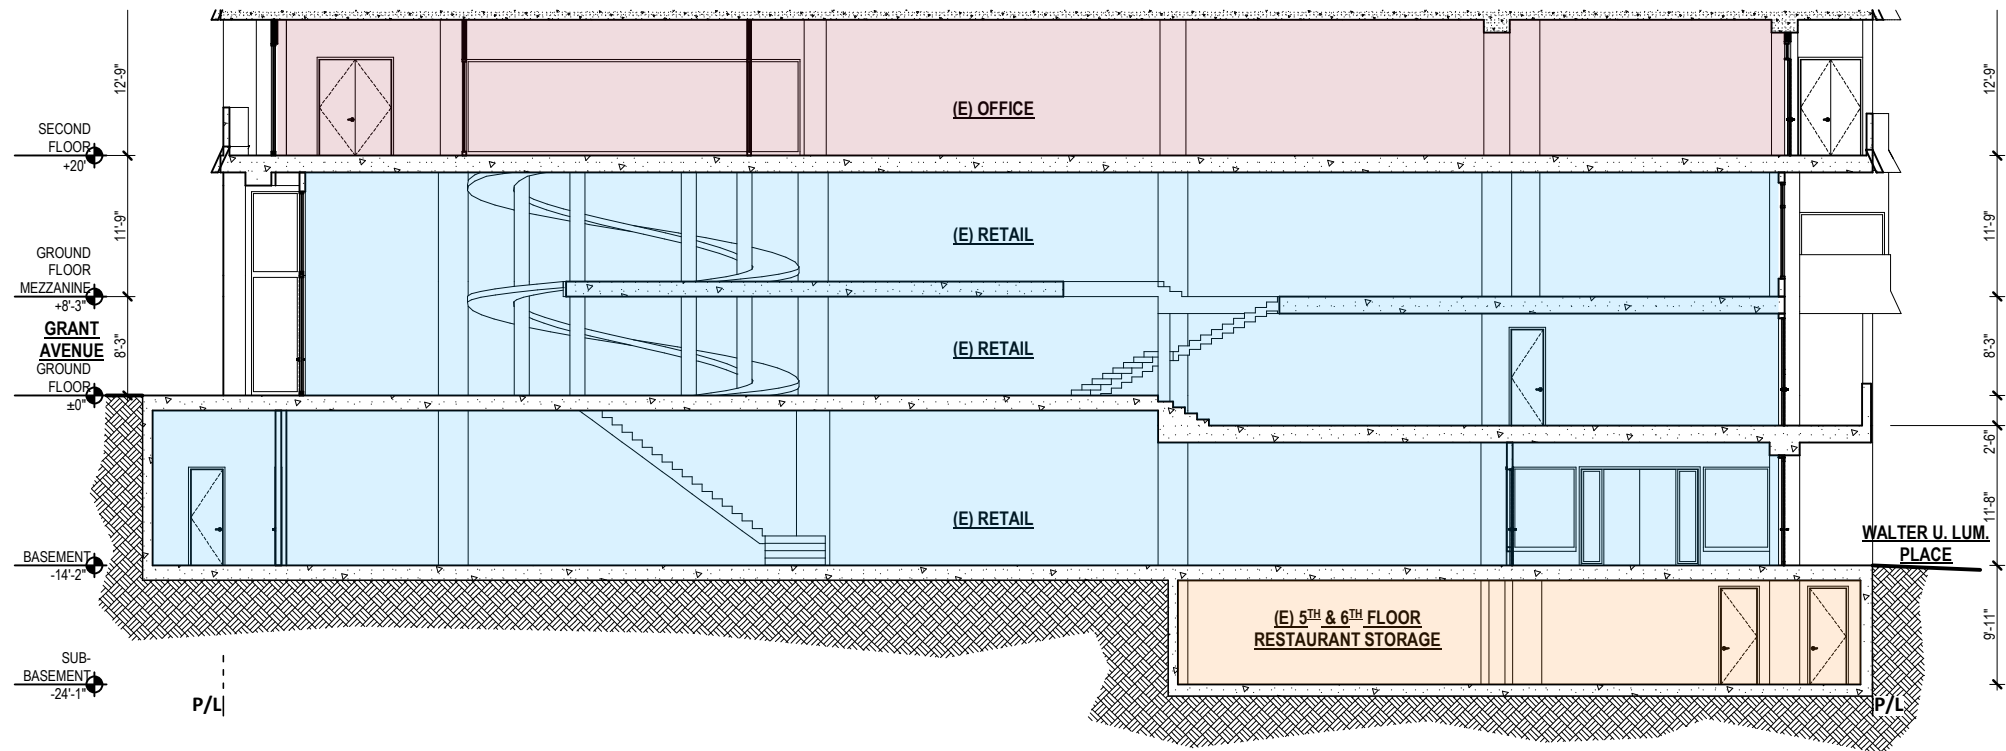 12'-9"
12'-9"
(E) OFFICE
SECOND
FLOOR
+20'
11'-9"
11'-9"
(E) RETAIL
GROUND
FLOOR
MEZZANINE
+8'-3"
GRANT
AVENUE
8'-3"
8'-3"
(E) RETAIL
GROUND
FLOOR
±0"
2'-6"
11'-8"
(E) RETAIL
WALTER U. LUM.
PLACE
BASEMENT
-14'-2"
(E) 5TH & 6TH FLOOR
RESTAURANT STORAGE
9'-11"
SUB-
BASEMENT
-24'-1"
P/L
P/L